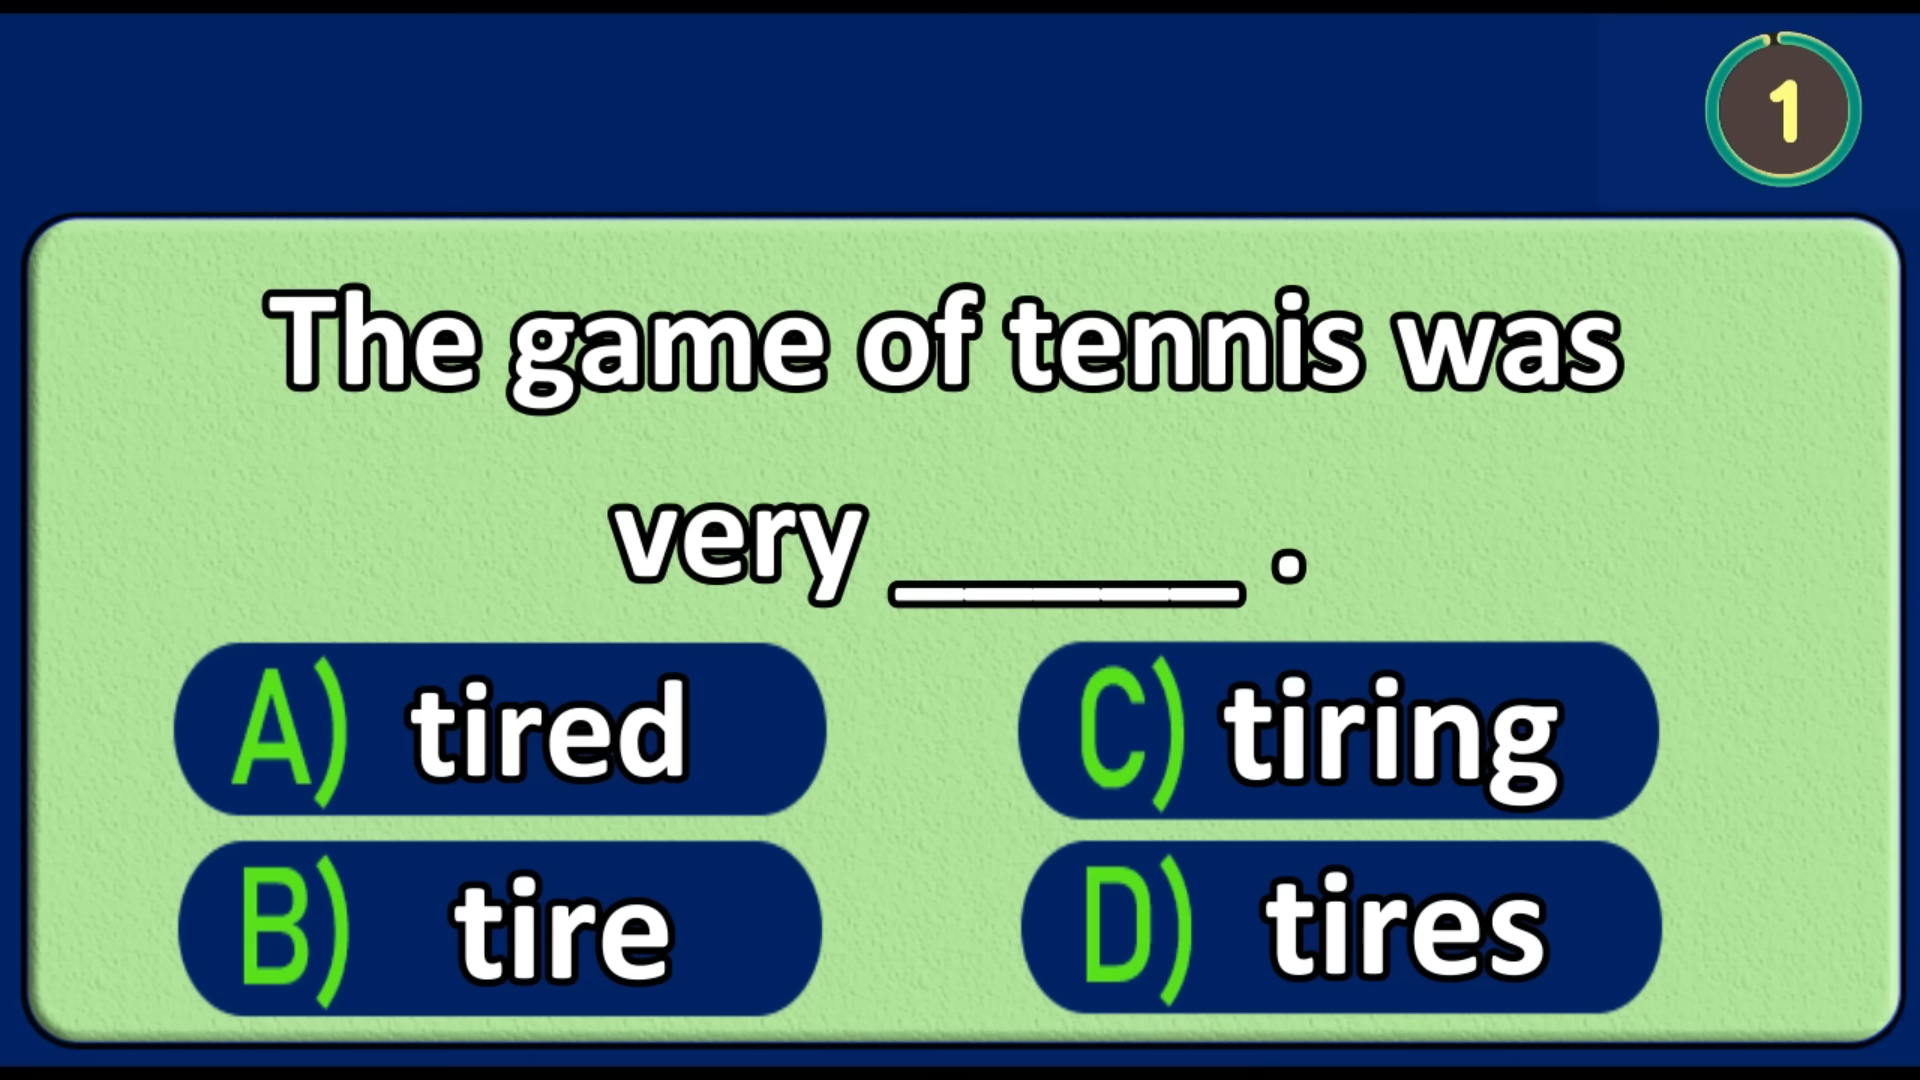 1
The game of tennis was
very _____ .
A) tired
C) tiring
B) tire
D) tires